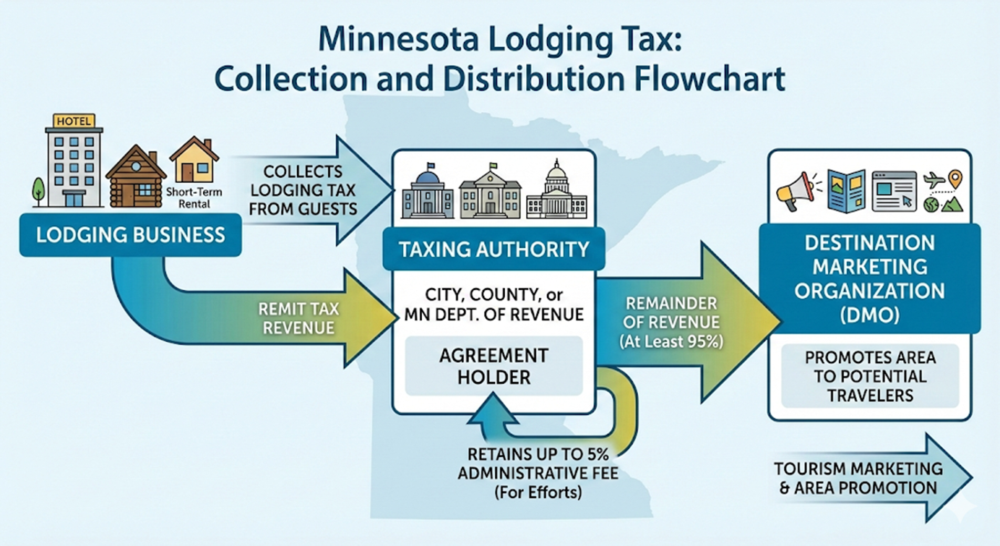 Minnesota Lodging Tax:
Collection and Distribution Flowchart
HOTEL
Short-Term
Rental
LODGING BUSINESS
COLLECTS
LODGING TAX
FROM GUESTS
REMIT TAX
REVENUE
TAXING AUTHORITY
CITY, COUNTY, or
MN DEPT. OF REVENUE
AGREEMENT
HOLDER
RETAINS UP TO 5%
ADMINISTRATIVE FEE
(For Efforts)
REMAINDER
OF REVENUE
(At Least 95%)
DESTINATION
MARKETING
ORGANIZATION
(DMO)
PROMOTES AREA
TO POTENTIAL
TRAVELERS
TOURISM MARKETING
& AREA PROMOTION